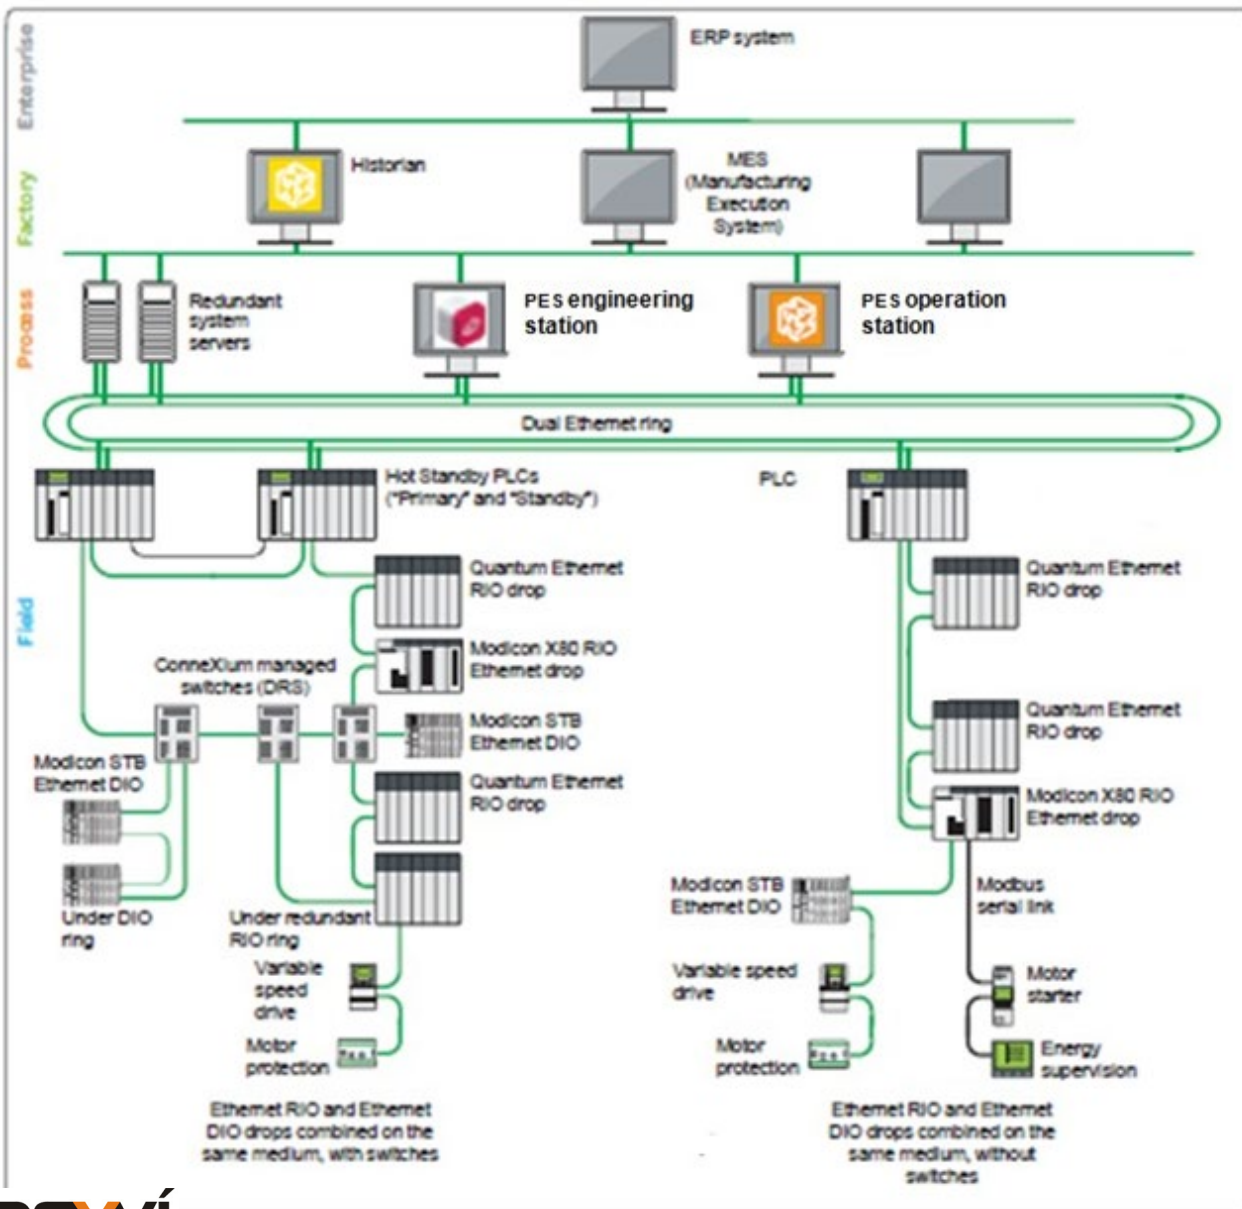 Enterprise
ERP system
Historian
MES
(Manufacturing
Execution
System)
Factory
Redundant
system
servers
PES engineering
station
PES operation
station
Process
Dual Ethernet ring
Hot Standby PLCs
("Primary" and "Standby")
PLC
Quantum Ethernet
RIO drop
Quantum Ethernet
RIO drop
Field
ConneXium managed
switches (DRS)
Modicon X80 RIO
Ethernet drop
Modicon STB
Ethernet DIO
Quantum Ethernet
RIO drop
Modicon STB
Ethernet DIO
Quantum Ethernet
RIO drop
Modicon X80 RIO
Ethernet drop
Under DIO
ring
Under redundant
RIO ring
Modicon STB
Ethernet DIO
Modbus
serial link
Variable
speed
drive
Variable speed
drive
Motor
starter
Motor
protection
Motor
protection
Energy
supervision
Ethernet RIO and Ethernet
DIO drops combined on the
same medium, with switches
Ethernet RIO and Ethernet
DIO drops combined on the
same medium, without
switches